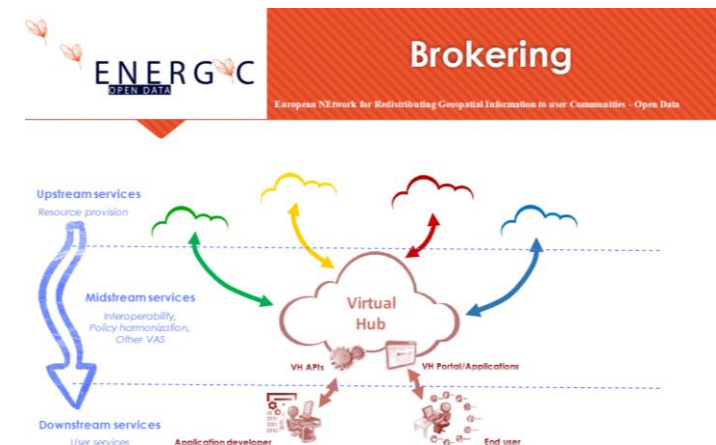 ENERGIC
OPEN DATA
Brokering
European NEtwork for Redistributing Geospatial Information to user Communities - Open Data
Upstream services
Resource provision
Midstream services
Interoperability,
Policy harmonization,
Other VAS
Virtual
Hub
VH APIs
VH Portal/Applications
Downstream services
User services
Application developer
End user